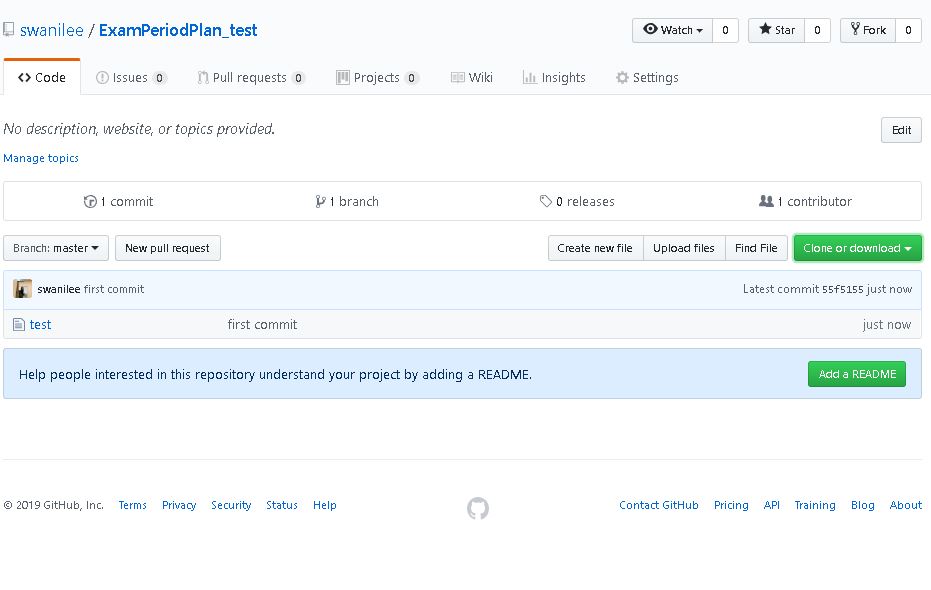 swanilee / ExamPeriodPlan_test
Watch 0 Star 0 Fork 0
Code Issues 0 Pull requests 0 Projects 0 Wiki Insights Settings
No description, website, or topics provided. Edit
Manage topics
1 commit 1 branch 0 releases 1 contributor
Branch: master New pull request Create new file Upload files Find File Clone or download
swanilee first commit Latest commit 55f5155 just now
test first commit just now
Help people interested in this repository understand your project by adding a README. Add a README
© 2019 GitHub, Inc. Terms Privacy Security Status Help Contact GitHub Pricing API Training Blog About